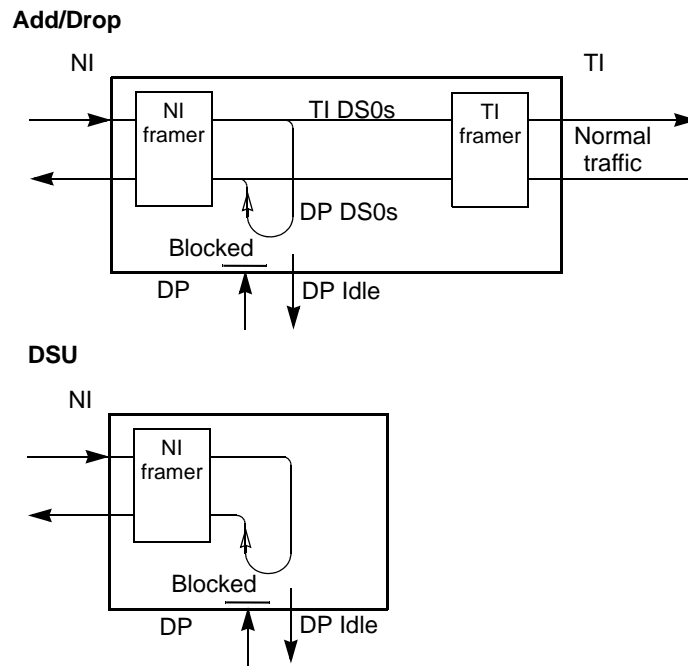 Add/Drop
NI
TI
NI
framer
TI DS0s
TI
framer
Normal
traffic
DP DS0s
Blocked
DP
DP Idle
DSU
NI
NI
framer
Blocked
DP
DP Idle